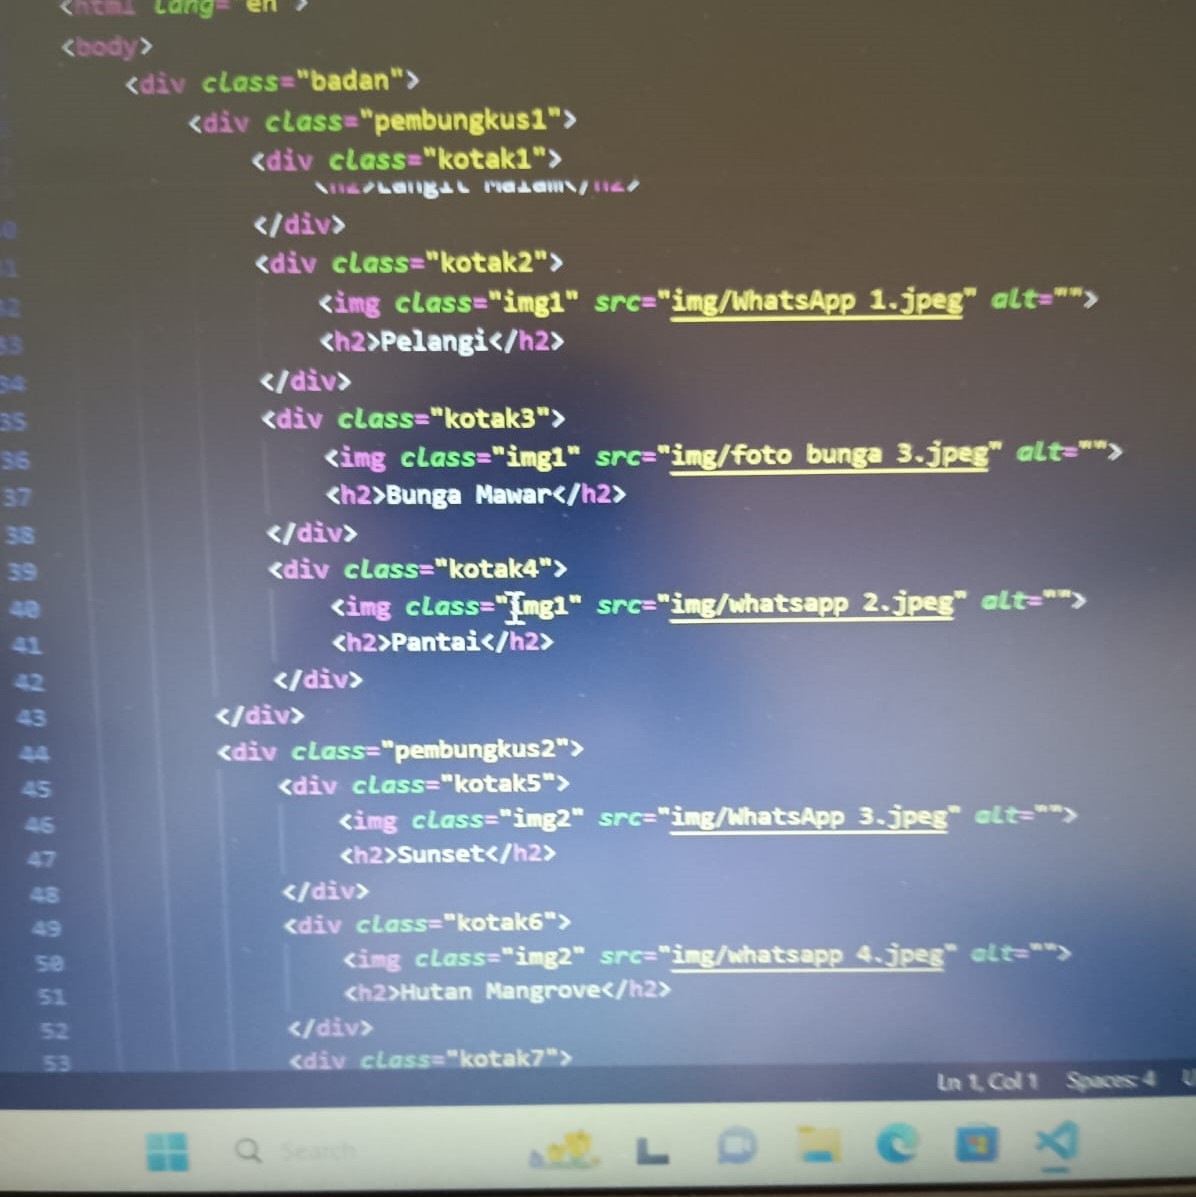 <html lang="en">
<body>
<div class="badan">
<div class="pembungkus1">
<div class="kotak1">
<h2>Langit Malam</h2>
</div>
<div class="kotak2">
<img class="img1" src="img/WhatsApp 1.jpeg" alt="">
33 <h2>Pelangi</h2>
34 </div>
35 <div class="kotak3">
36 <img class="img1" src="img/foto bunga 3.jpeg" alt="">
37 <h2>Bunga Mawar</h2>
38 </div>
39 <div class="kotak4">
40 <img class="img1" src="img/whatsapp 2.jpeg" alt="">
41 <h2>Pantai</h2>
42 </div>
43 </div>
44 <div class="pembungkus2">
45 <div class="kotak5">
46 <img class="img2" src="img/WhatsApp 3.jpeg" alt="">
47 <h2>Sunset</h2>
48 </div>
49 <div class="kotak6">
50 <img class="img2" src="img/whatsapp 4.jpeg" alt="">
51 <h2>Hutan Mangrove</h2>
52 </div>
53 <div class="kotak7">
Ln 1, Col 1 Spaces: 4
Search